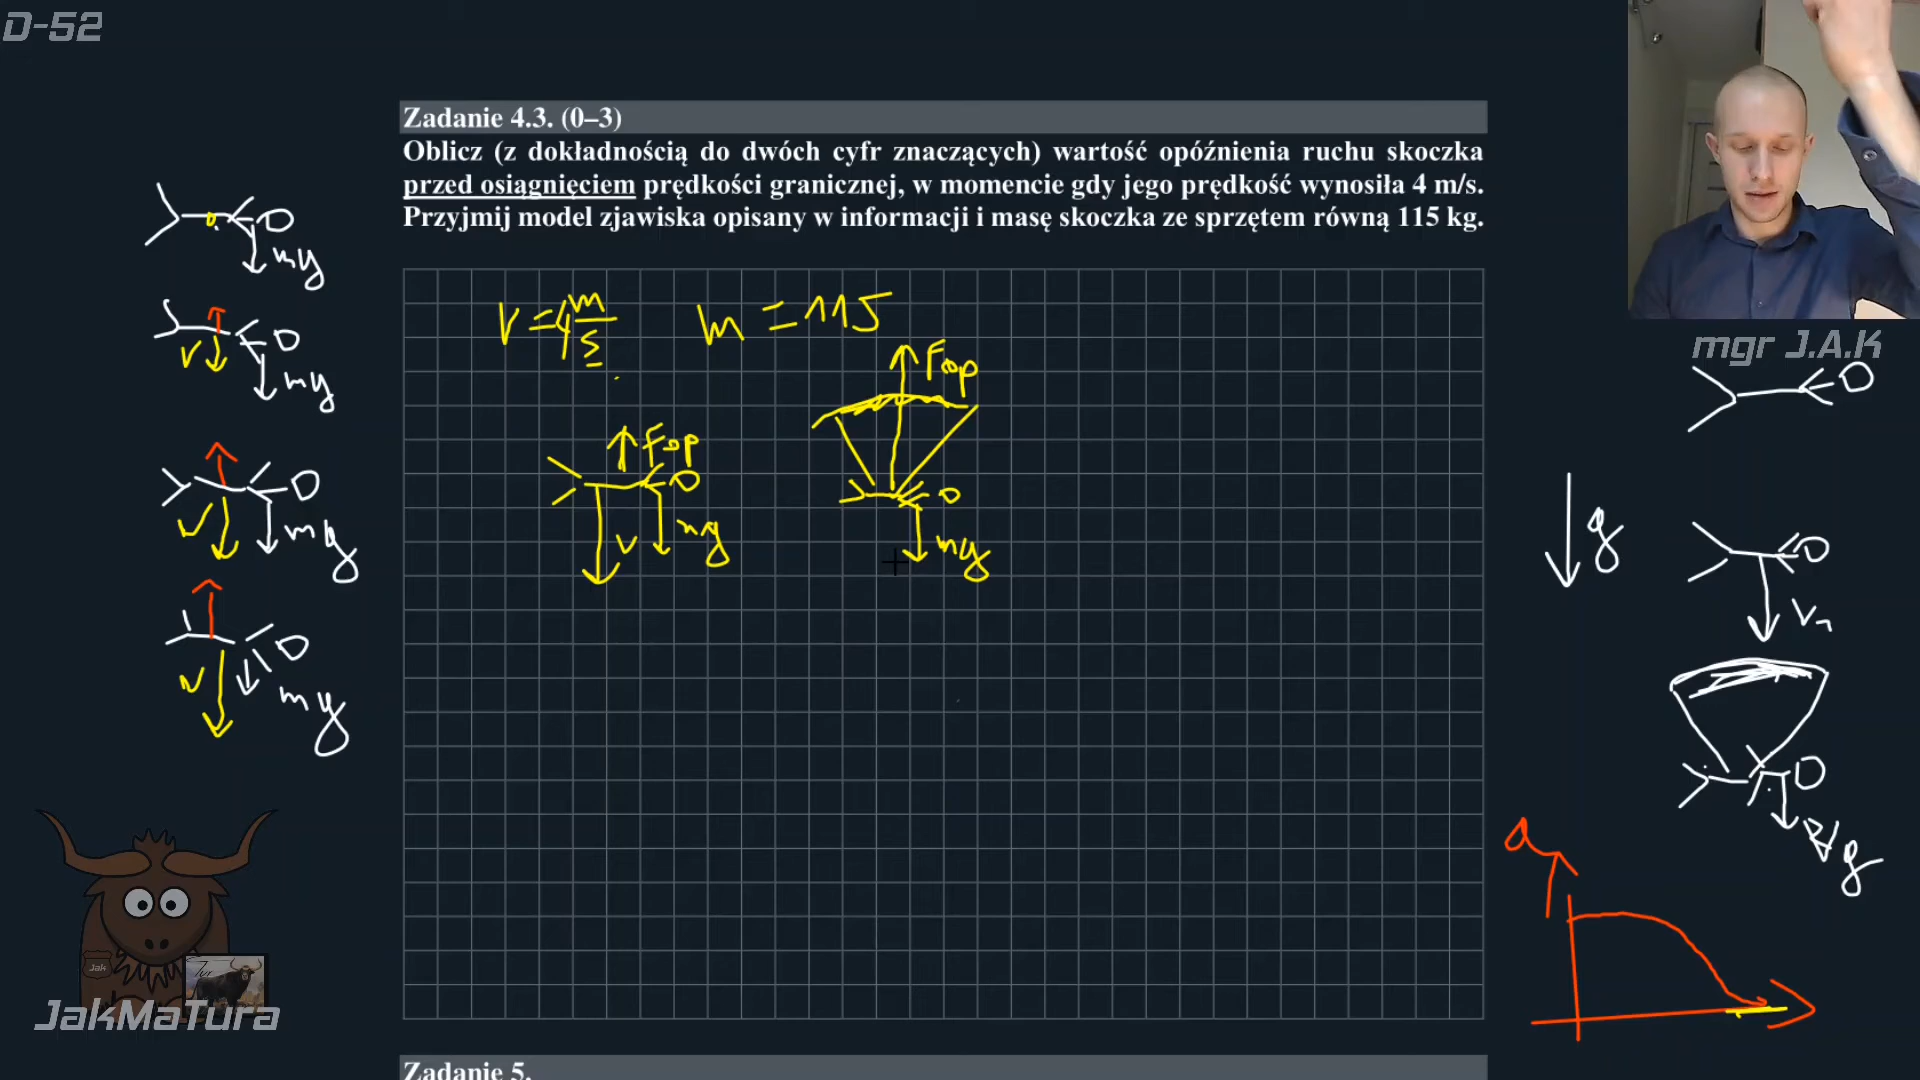 D-52
Zadanie 4.3. (0–3)
Oblicz (z dokładnością do dwóch cyfr znaczących) wartość opóźnienia ruchu skoczka
przed osiągnięciem prędkości granicznej, w momencie gdy jego prędkość wynosiła 4 m/s.
Przyjmij model zjawiska opisany w informacji i masę skoczka ze sprzętem równą 115 kg.
mg
V mg
V mg
V mg
V = 4 m/s
m = 115
Fop
V
mg
Fop
mg
mgr J.A.K
g
V₁
g
a
Jak
Tur
JakMaTura
Zadanie 5.